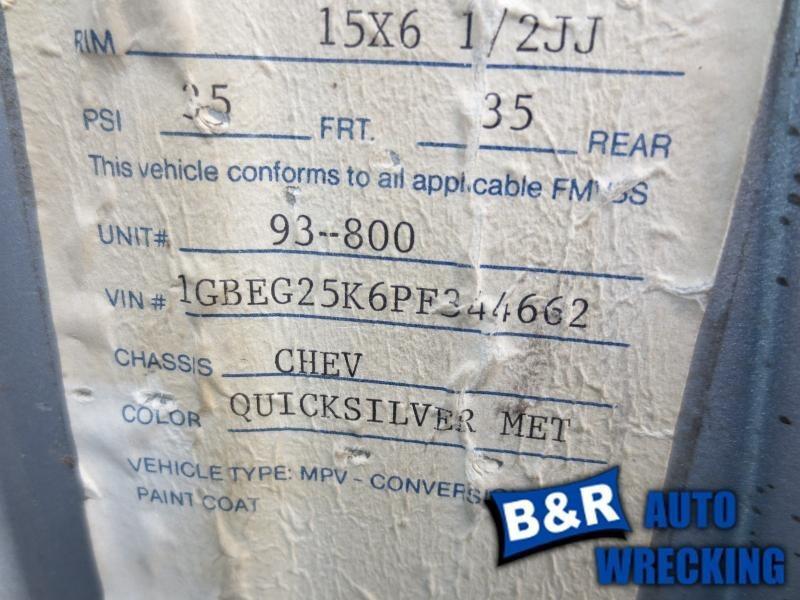 RIM 15X6 1/2JJ
PSI 35 FRT. 35 REAR
This vehicle conforms to all applicable FMVSS
UNIT# 93--800
VIN # 1GBEG25K6PF344662
CHASSIS CHEV
COLOR QUICKSILVER MET
VEHICLE TYPE: MPV - CONVERS
PAINT COAT
B&R AUTO
WRECKING